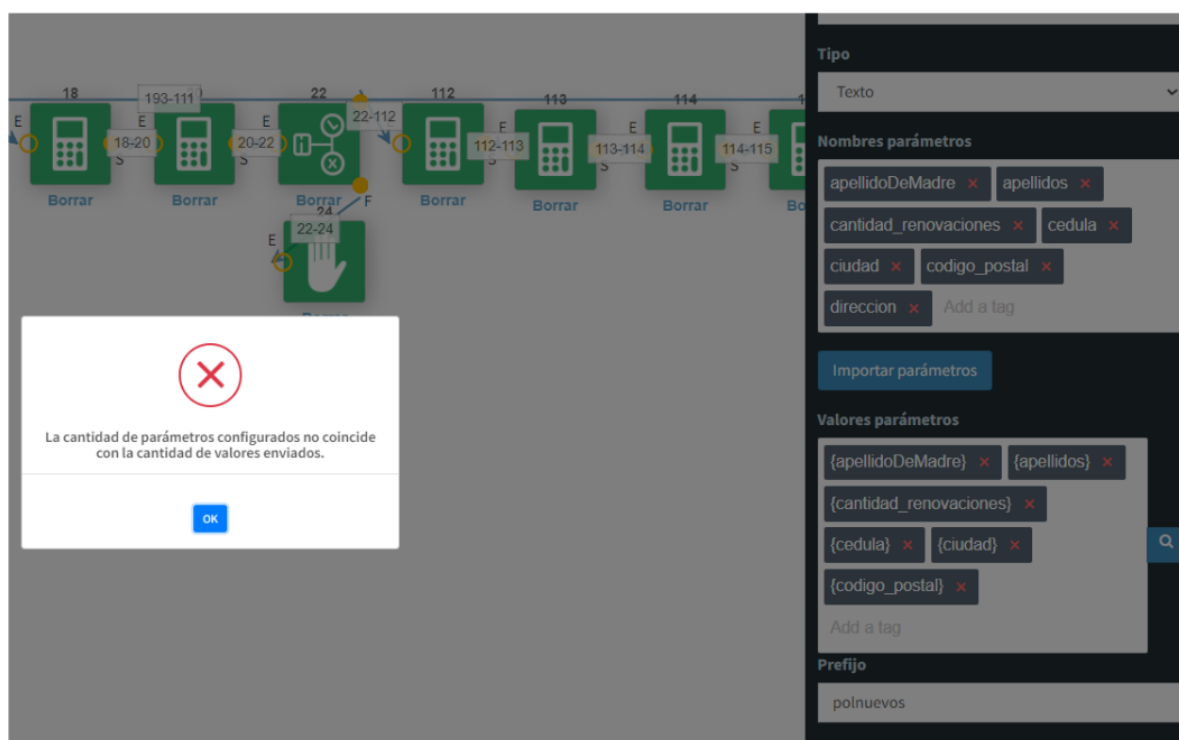 Tipo
Texto
Nombres parámetros
apellidoDeMadre × apellidos ×
cantidad_renovaciones × cedula ×
ciudad × codigo_postal ×
direccion × Add a tag
Importar parámetros
Valores parámetros
{apellidoDeMadre} × {apellidos} ×
{cantidad_renovaciones} ×
{cedula} × {ciudad} ×
{codigo_postal} ×
Add a tag
Prefijo
polnuevos
18 193-111 22 112 113 114
E E E 22-112 E E E
18-20 20-22 112-113 113-114 114-115
S S S S S
Borrar Borrar Borrar Borrar Borrar Borrar
24 F
22-24
E
La cantidad de parámetros configurados no coincide
con la cantidad de valores enviados.
OK